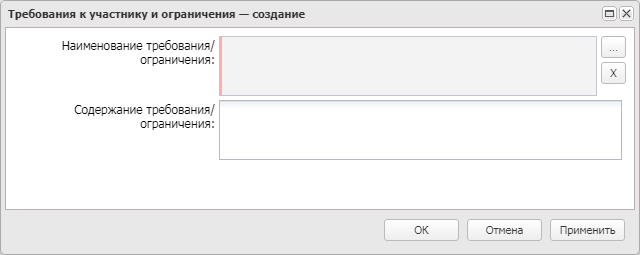 Требования к участнику и ограничения — создание
Наименование требования/
ограничения:
...
X
Содержание требования/
ограничения:
ОК
Отмена
Применить